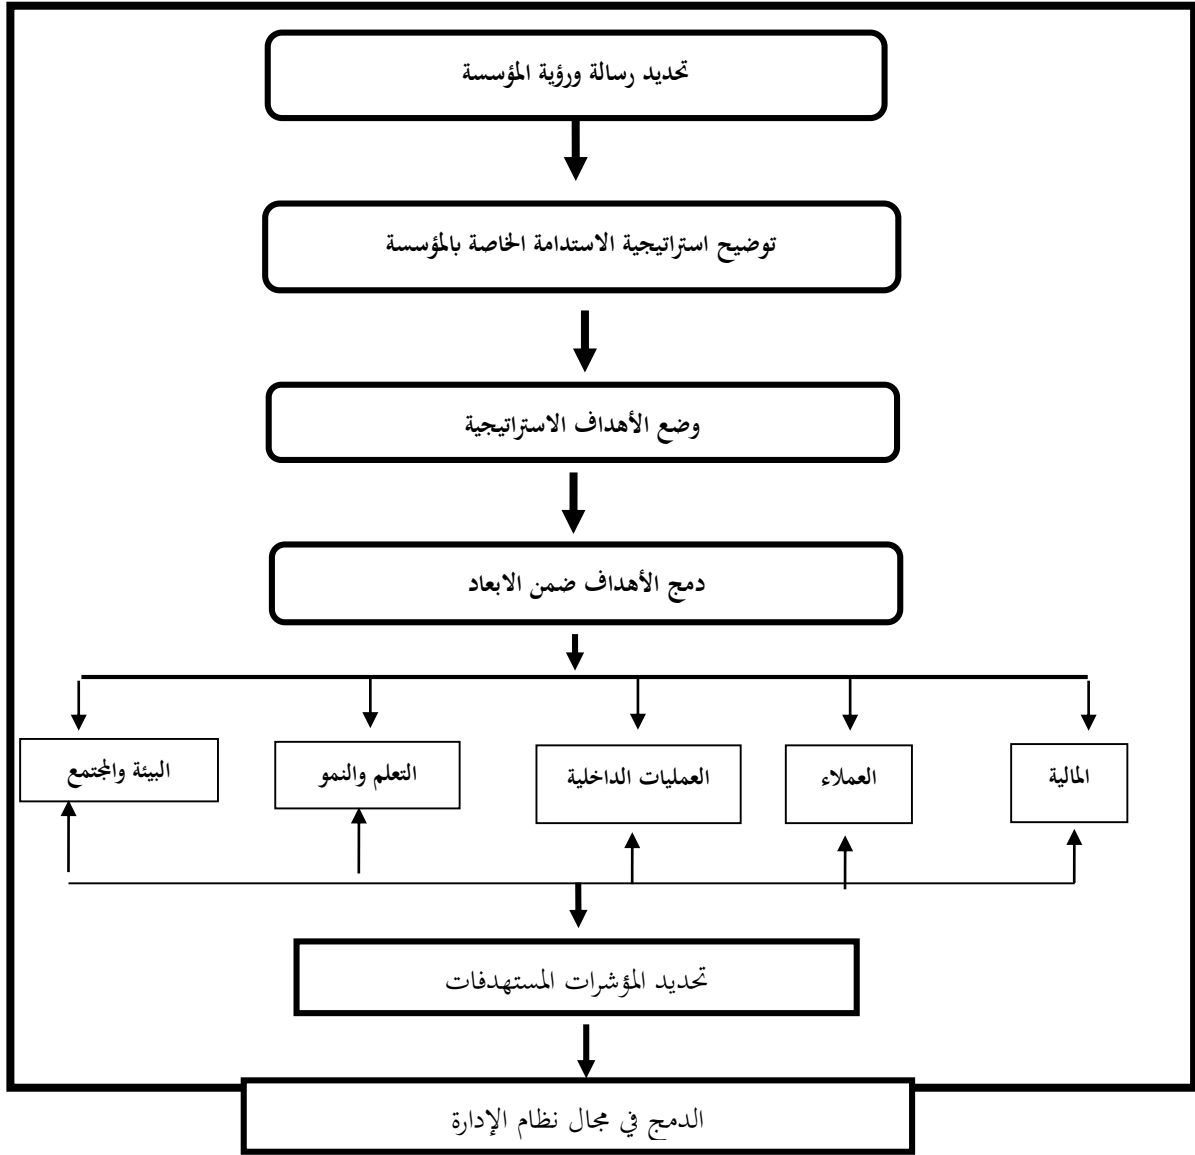 تحديد رسالة ورؤية المؤسسة
توضيح استراتيجية الاستدامة الخاصة بالمؤسسة
وضع الأهداف الاستراتيجية
دمج الأهداف ضمن الابعاد
المالية
العملاء
العمليات الداخلية
التعلم والنمو
البيئة والمجتمع
تحديد المؤشرات المستهدفات
الدمج في مجال نظام الإدارة